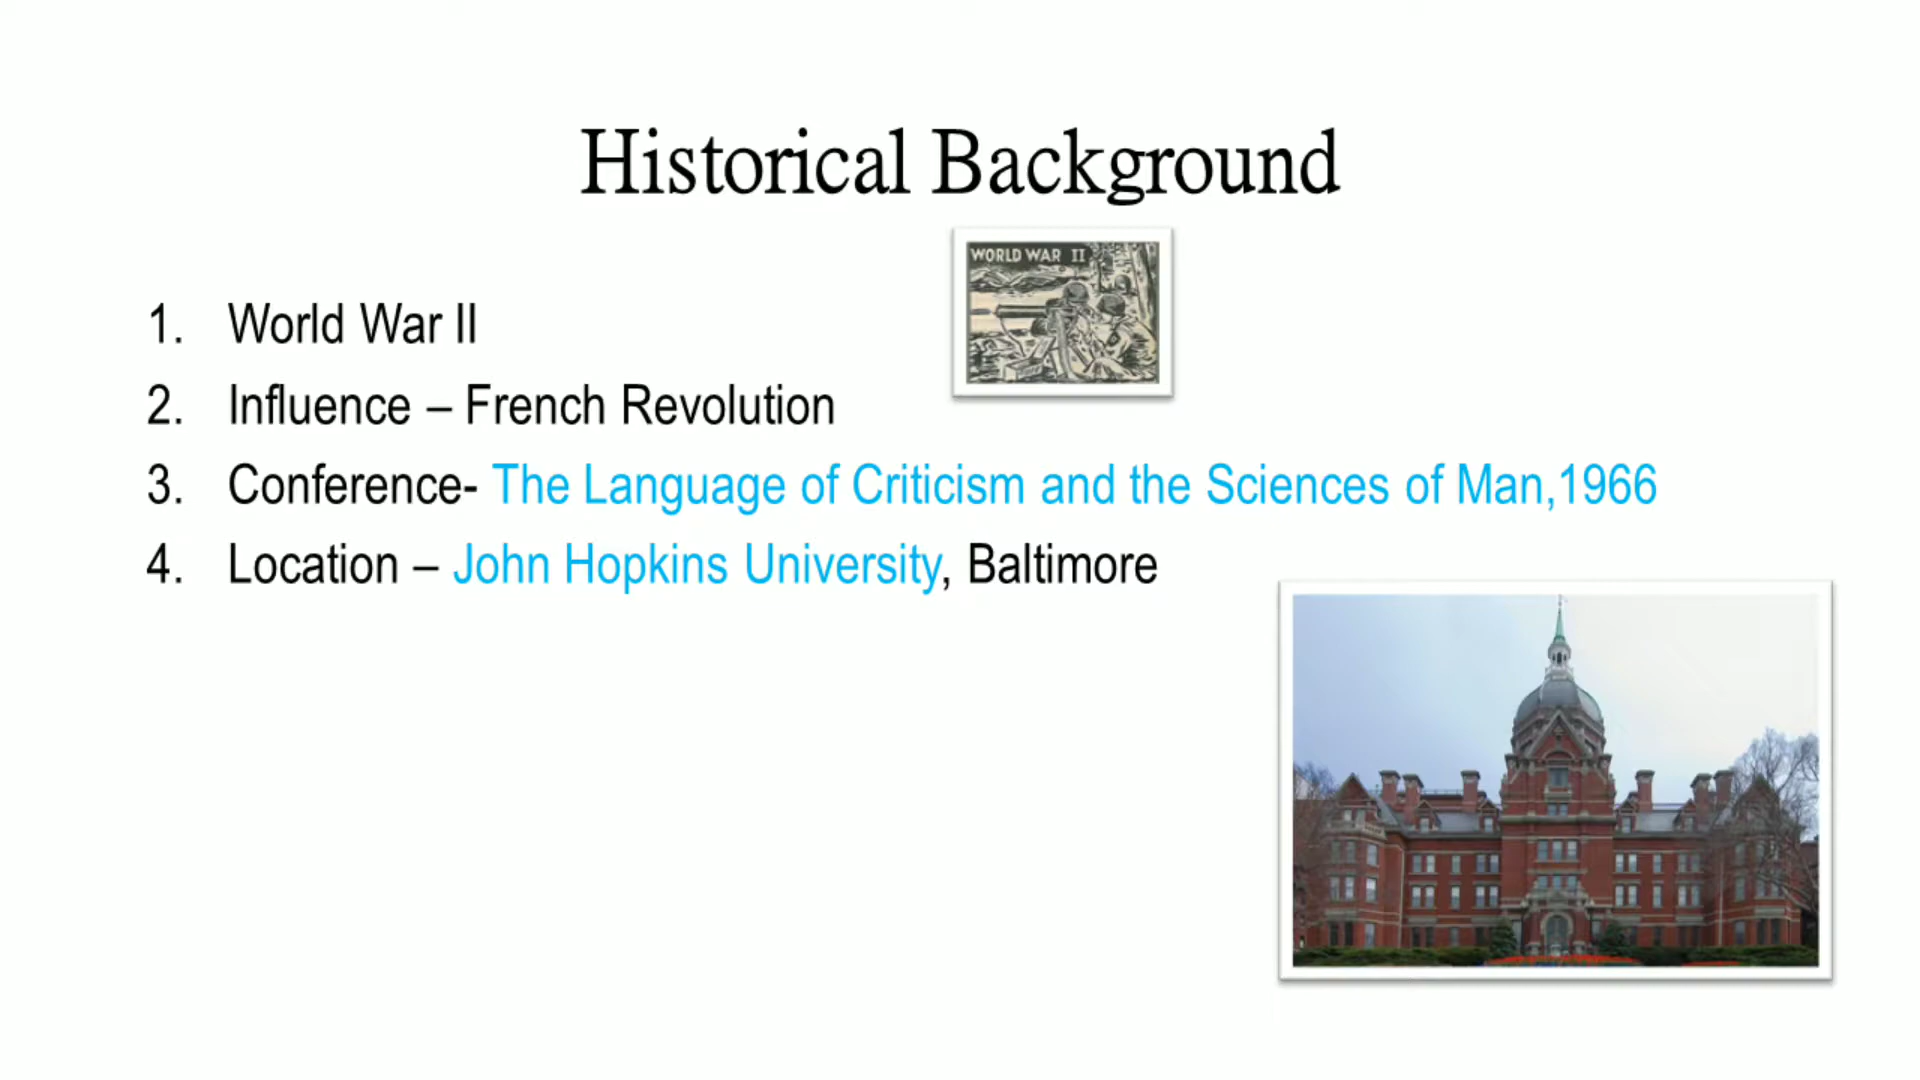 Historical Background
WORLD WAR II
1. World War II
2. Influence – French Revolution
3. Conference- The Language of Criticism and the Sciences of Man,1966
4. Location – John Hopkins University, Baltimore